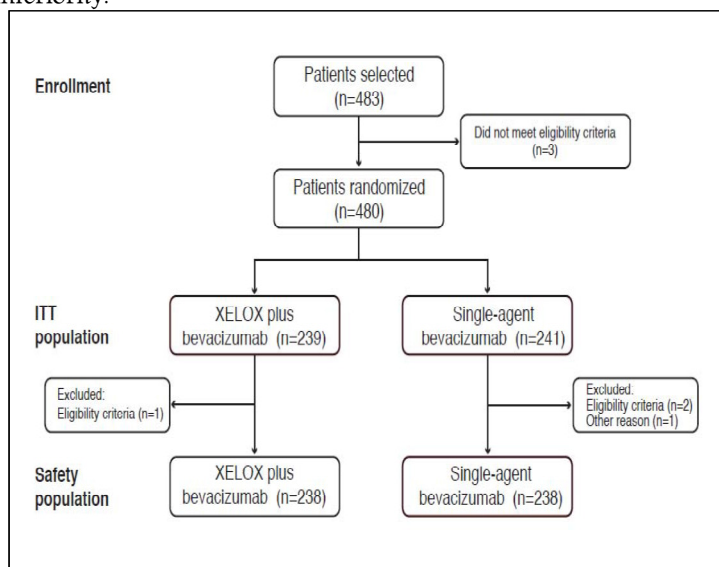 Enrollment
Patients selected
(n=483)
Did not meet eligibility criteria
(n=3)
Patients randomized
(n=480)
ITT
population
XELOX plus
bevacizumab (n=239)
Single-agent
bevacizumab (n=241)
Excluded:
Eligibility criteria (n=1)
Excluded:
Eligibility criteria (n=2)
Other reason (n=1)
Safety
population
XELOX plus
bevacizumab (n=238)
Single-agent
bevacizumab (n=238)